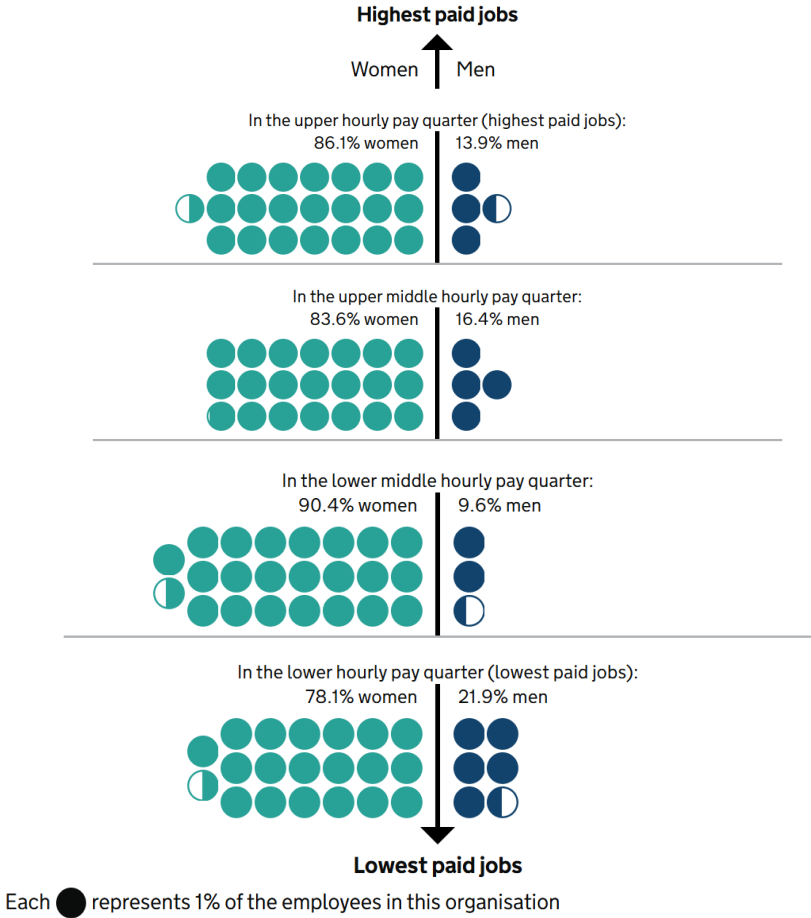 Highest paid jobs
Women Men
In the upper hourly pay quarter (highest paid jobs):
86.1% women 13.9% men
In the upper middle hourly pay quarter:
83.6% women 16.4% men
In the lower middle hourly pay quarter:
90.4% women 9.6% men
In the lower hourly pay quarter (lowest paid jobs):
78.1% women 21.9% men
Lowest paid jobs
Each represents 1% of the employees in this organisation